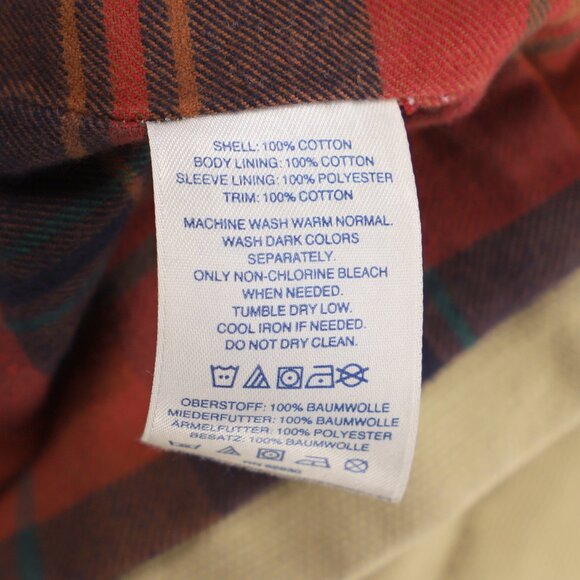 SHELL: 100% COTTON
BODY LINING: 100% COTTON
SLEEVE LINING: 100% POLYESTER
TRIM: 100% COTTON
MACHINE WASH WARM NORMAL.
WASH DARK COLORS
SEPARATELY.
ONLY NON-CHLORINE BLEACH
WHEN NEEDED.
TUMBLE DRY LOW.
COOL IRON IF NEEDED.
DO NOT DRY CLEAN.
OBERSTOFF: 100% BAUMWOLLE
MIEDERFUTTER: 100% BAUMWOLLE
ÄRMELFUTTER: 100% POLYESTER
BESATZ: 100% BAUMWOLLE